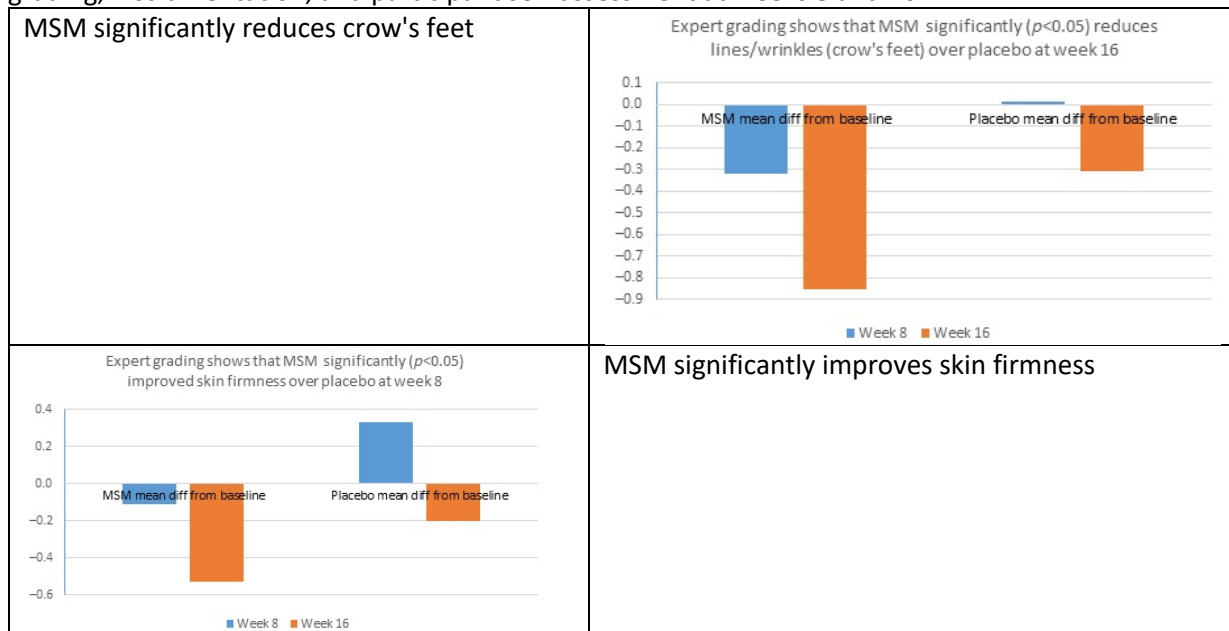 MSM significantly reduces crow's feet
Expert grading shows that MSM significantly (p<0.05) reduces
lines/wrinkles (crow's feet) over placebo at week 16
0.1
0.0
MSM mean diff from baseline
Placebo mean diff from baseline
−0.1
−0.2
−0.3
−0.4
−0.5
−0.6
−0.7
−0.8
−0.9
Week 8
Week 16
Expert grading shows that MSM significantly (p<0.05)
improved skin firmness over placebo at week 8
0.4
0.2
0.0
MSM mean diff from baseline
Placebo mean diff from baseline
−0.2
−0.4
−0.6
Week 8
Week 16
MSM significantly improves skin firmness